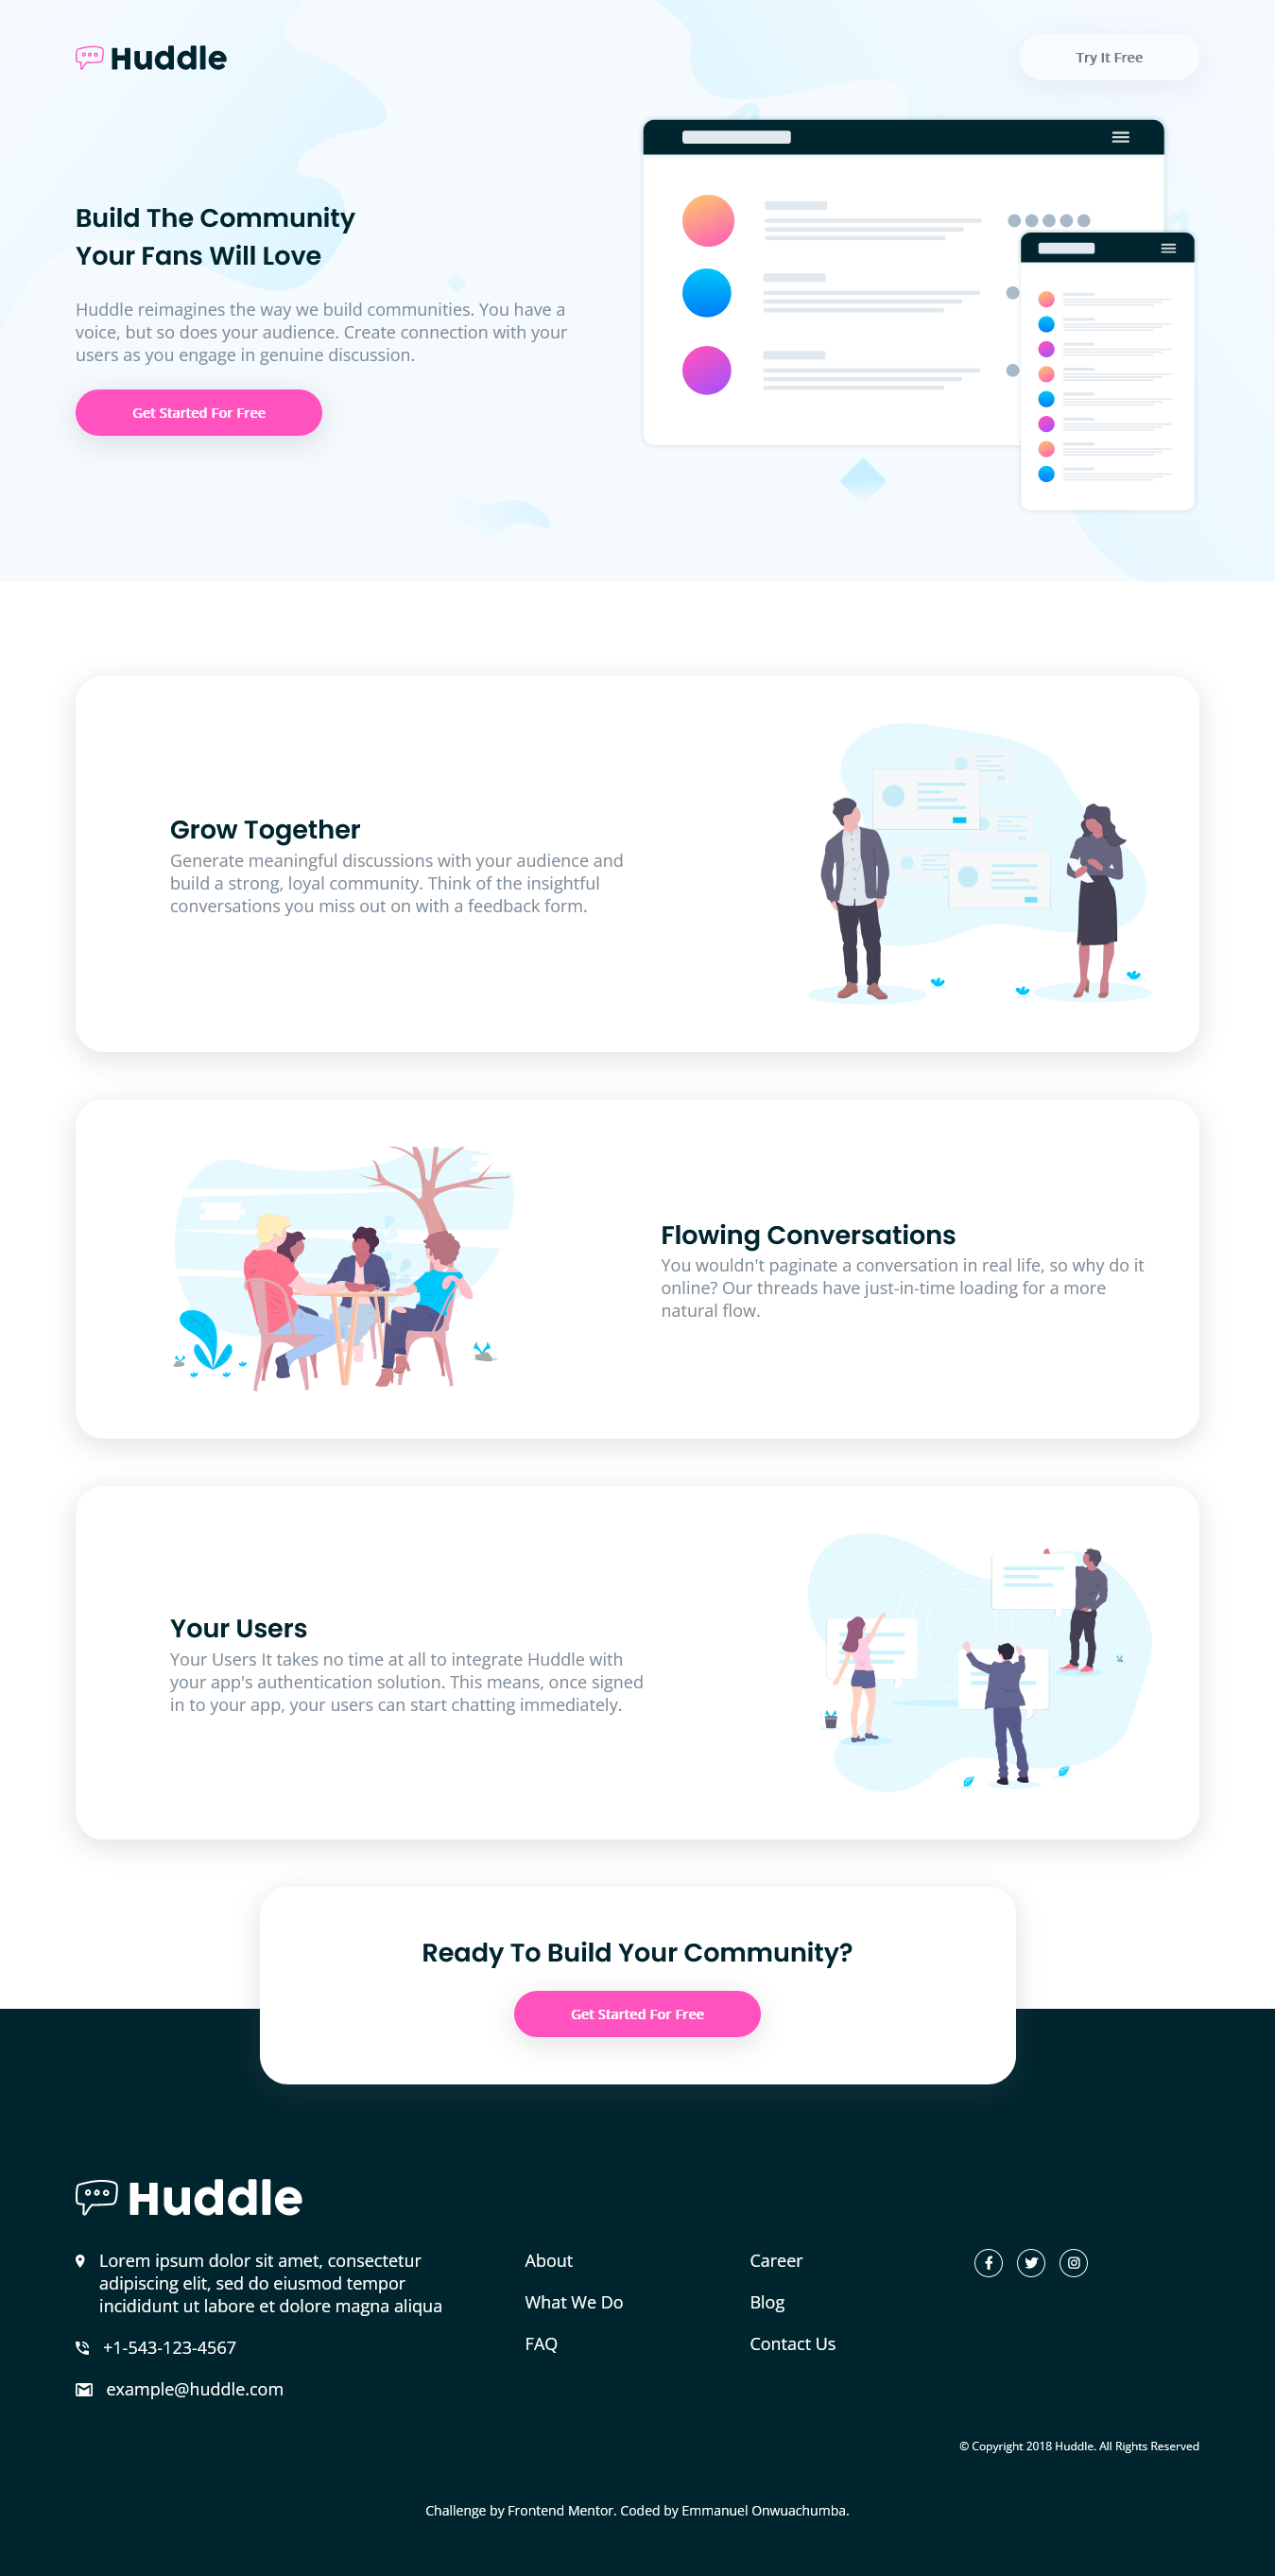 Huddle
Try It Free
Build The Community
Your Fans Will Love
Huddle reimagines the way we build communities. You have a
voice, but so does your audience. Create connection with your
users as you engage in genuine discussion.
Get Started For Free
Grow Together
Generate meaningful discussions with your audience and
build a strong, loyal community. Think of the insightful
conversations you miss out on with a feedback form.
Flowing Conversations
You wouldn't paginate a conversation in real life, so why do it
online? Our threads have just-in-time loading for a more
natural flow.
Your Users
Your Users It takes no time at all to integrate Huddle with
your app's authentication solution. This means, once signed
in to your app, your users can start chatting immediately.
Ready To Build Your Community?
Get Started For Free
Huddle
Lorem ipsum dolor sit amet, consectetur
adipiscing elit, sed do eiusmod tempor
incididunt ut labore et dolore magna aliqua
+1-543-123-4567
example@huddle.com
About
What We Do
FAQ
Career
Blog
Contact Us
© Copyright 2018 Huddle. All Rights Reserved
Challenge by Frontend Mentor. Coded by Emmanuel Onwuachumba.